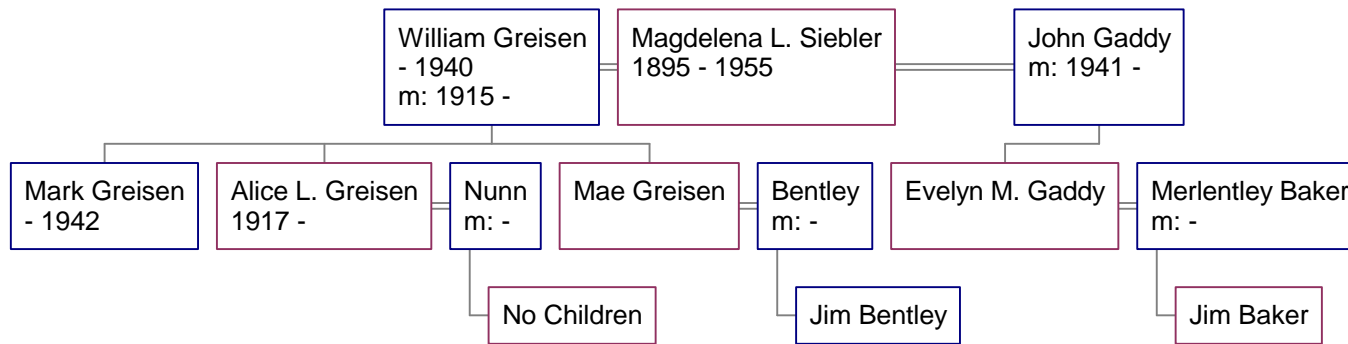 William Greisen
- 1940
m: 1915 -
Magdelena L. Siebler
1895 - 1955
John Gaddy
m: 1941 -
Mark Greisen
- 1942
Alice L. Greisen
1917 -
Nunn
m: -
Mae Greisen
Bentley
m: -
Evelyn M. Gaddy
Merlentley Baker
m: -
No Children
Jim Bentley
Jim Baker